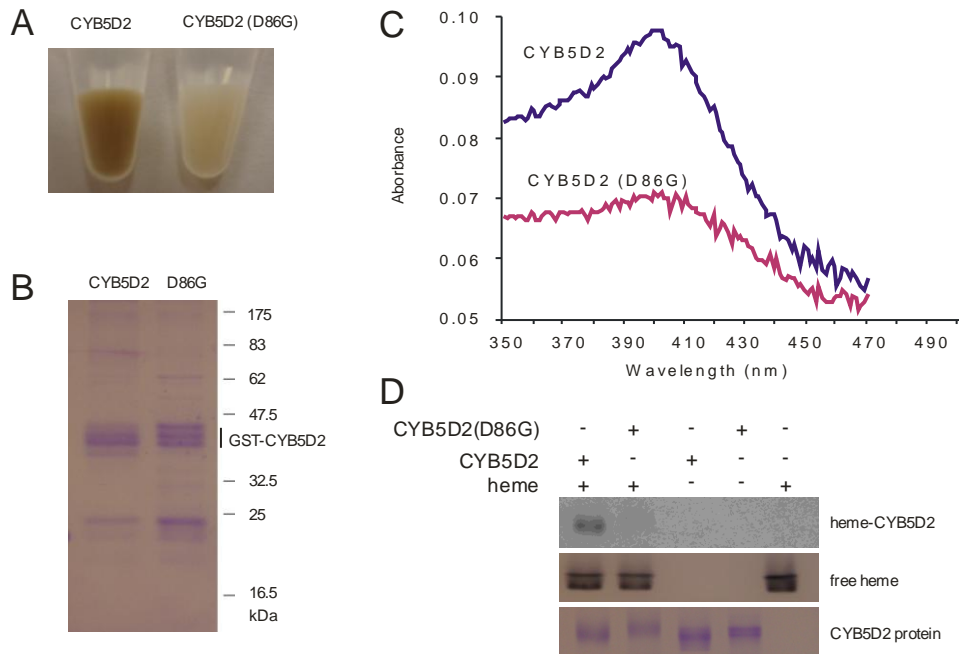 A
CYB5D2
CYB5D2 (D86G)
B
CYB5D2
D86G
175
83
62
47.5
GST-CYB5D2
32.5
25
16.5
kDa
C
0.10
0.09
0.08
0.07
0.06
0.05
Aborbance
CYB5D2
CYB5D2 (D86G)
350 370 390 410 430 450 470 490
Wavelength (nm)
D
CYB5D2(D86G) - + - + -
CYB5D2 + - + - -
heme + + - - +
heme-CYB5D2
free heme
CYB5D2 protein